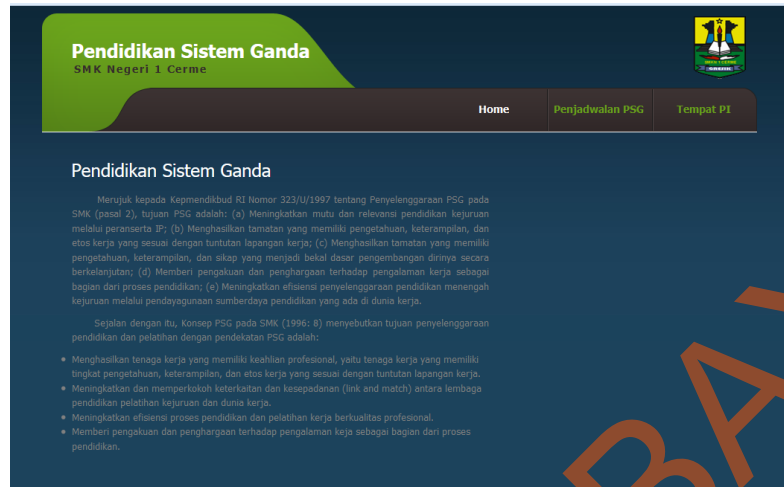 Pendidikan Sistem Ganda
SMK Negeri 1 Cerme
Home Penjadwalan PSG Tempat PI
Pendidikan Sistem Ganda
Merujuk kepada Kepmendikbud RI Nomor 323/U/1997 tentang Penyelenggaraan PSG pada
SMK (pasal 2), tujuan PSG adalah: (a) Meningkatkan mutu dan relevansi pendidikan kejuruan
melalui peranserta IP; (b) Menghasilkan tamatan yang memiliki pengetahuan, keterampilan, dan
etos kerja yang sesuai dengan tuntutan lapangan kerja; (c) Menghasilkan tamatan yang memiliki
pengetahuan, keterampilan, dan sikap yang menjadi bekal dasar pengembangan dirinya secara
berkelanjutan; (d) Memberi pengakuan dan penghargaan terhadap pengalaman kerja sebagai
bagian dari proses pendidikan; (e) Meningkatkan efisiensi penyelenggaraan pendidikan menengah
kejuruan melalui pendayagunaan sumberdaya pendidikan yang ada di dunia kerja.
Sejalan dengan itu, Konsep PSG pada SMK (1996: 8) menyebutkan tujuan penyelenggaraan
pendidikan dan pelatihan dengan pendekatan PSG adalah:
• Menghasilkan tenaga kerja yang memiliki keahlian profesional, yaitu tenaga kerja yang memiliki
tingkat pengetahuan, keterampilan, dan etos kerja yang sesuai dengan tuntutan lapangan kerja.
• Meningkatkan dan memperkokoh keterkaitan dan kesepadanan (link and match) antara lembaga
pendidikan pelatihan kejuruan dan dunia kerja.
• Meningkatkan efisiensi proses pendidikan dan pelatihan kerja berkualitas profesional.
• Memberi pengakuan dan penghargaan terhadap pengalaman keja sebagai bagian dari proses
pendidikan.